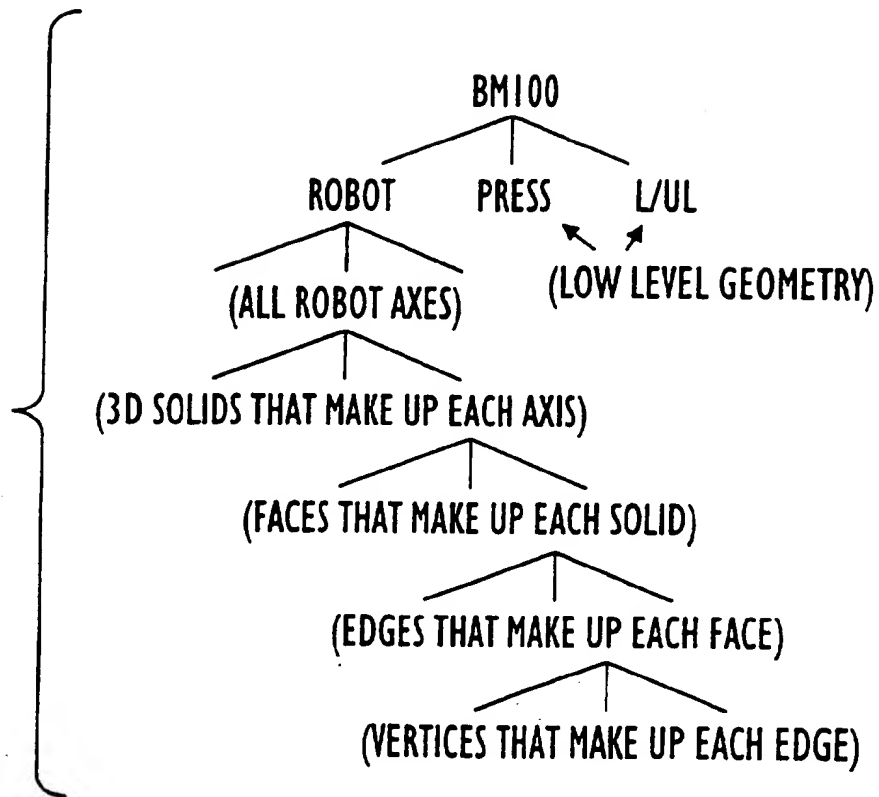 BM100
ROBOT PRESS L/UL
(LOW LEVEL GEOMETRY)
(ALL ROBOT AXES)
(3D SOLIDS THAT MAKE UP EACH AXIS)
(FACES THAT MAKE UP EACH SOLID)
(EDGES THAT MAKE UP EACH FACE)
(VERTICES THAT MAKE UP EACH EDGE)